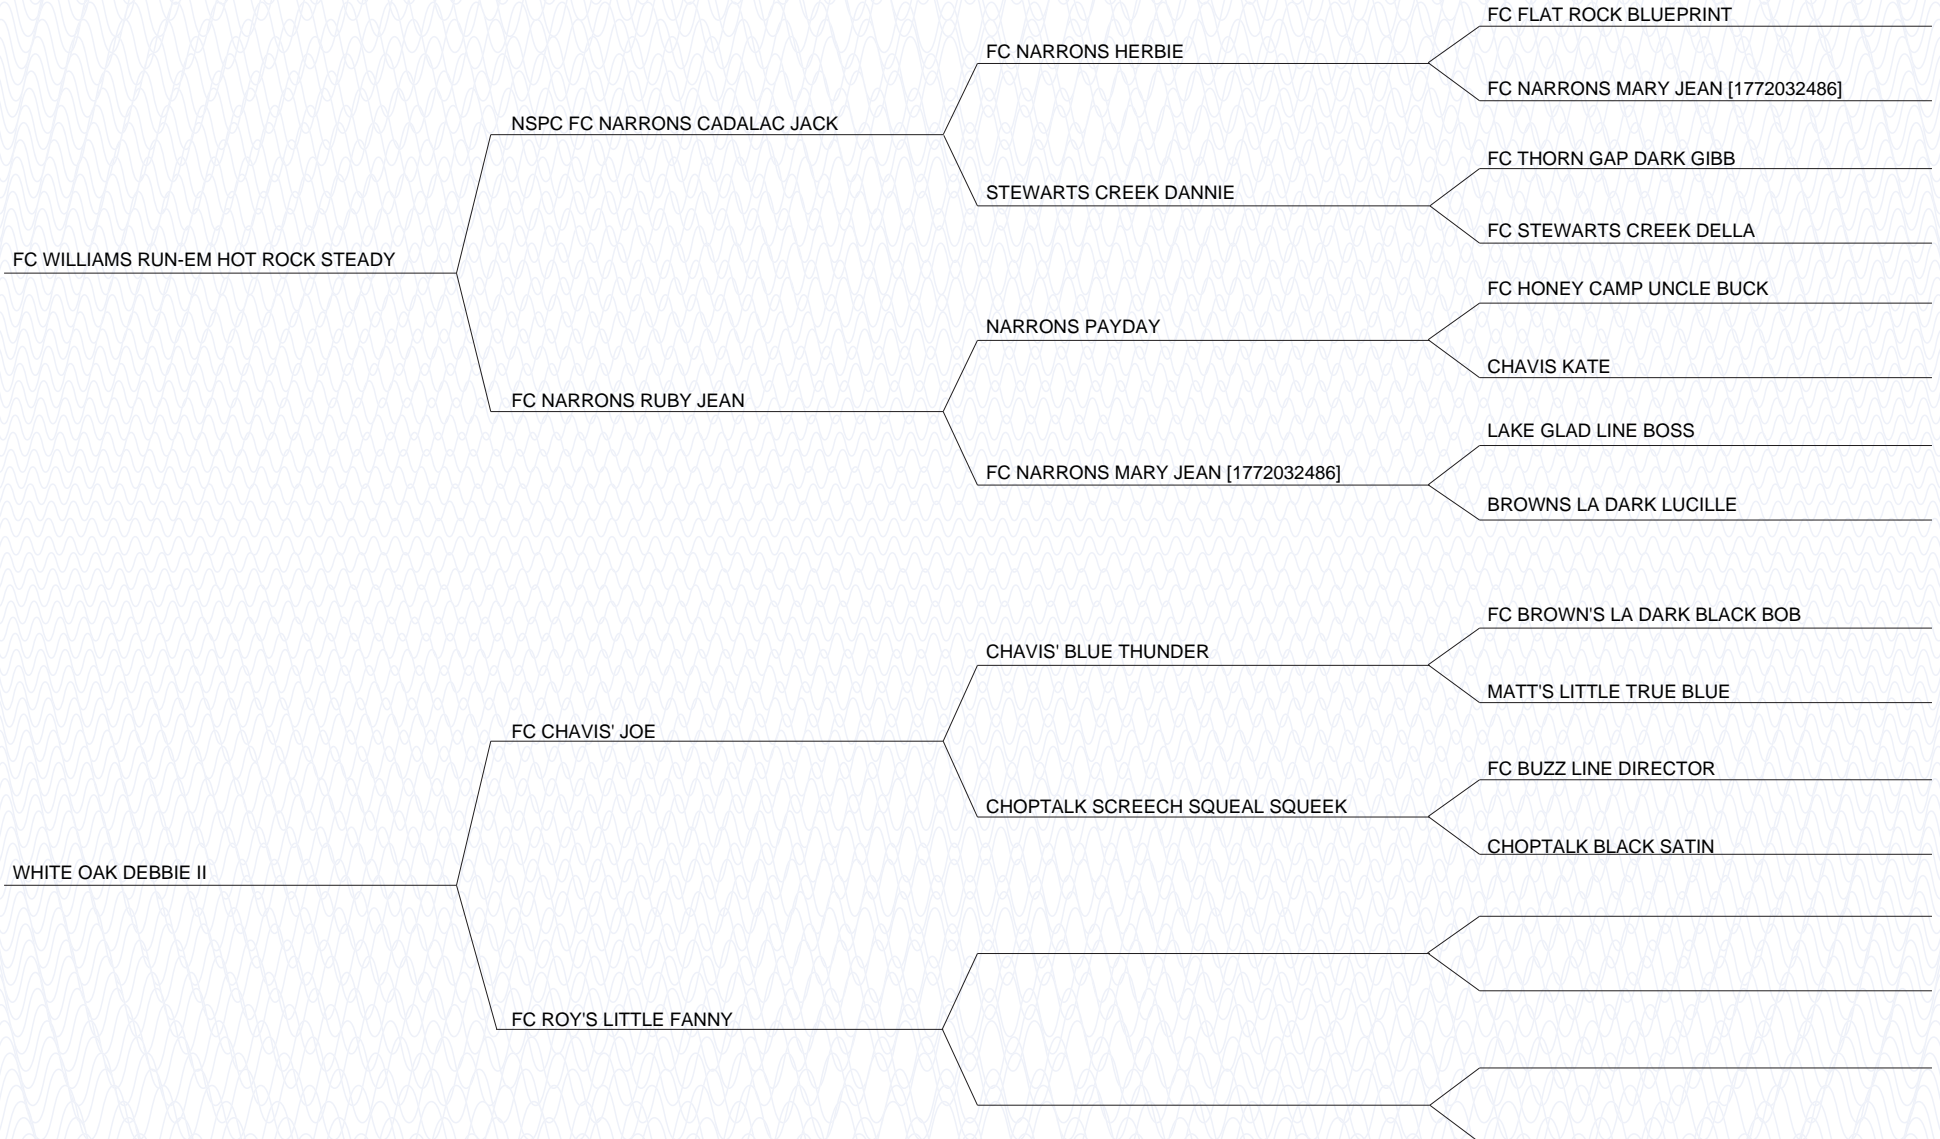 FC FLAT ROCK BLUEPRINT
FC NARRONS HERBIE
FC NARRONS MARY JEAN [1772032486]
NSPC FC NARRONS CADALAC JACK
FC THORN GAP DARK GIBB
STEWARTS CREEK DANNIE
FC STEWARTS CREEK DELLA
FC WILLIAMS RUN-EM HOT ROCK STEADY
FC HONEY CAMP UNCLE BUCK
NARRONS PAYDAY
CHAVIS KATE
FC NARRONS RUBY JEAN
LAKE GLAD LINE BOSS
FC NARRONS MARY JEAN [1772032486]
BROWNS LA DARK LUCILLE
FC BROWN'S LA DARK BLACK BOB
CHAVIS' BLUE THUNDER
MATT'S LITTLE TRUE BLUE
FC CHAVIS' JOE
FC BUZZ LINE DIRECTOR
CHOPTALK SCREECH SQUEAL SQUEEK
CHOPTALK BLACK SATIN
WHITE OAK DEBBIE II
FC ROY'S LITTLE FANNY